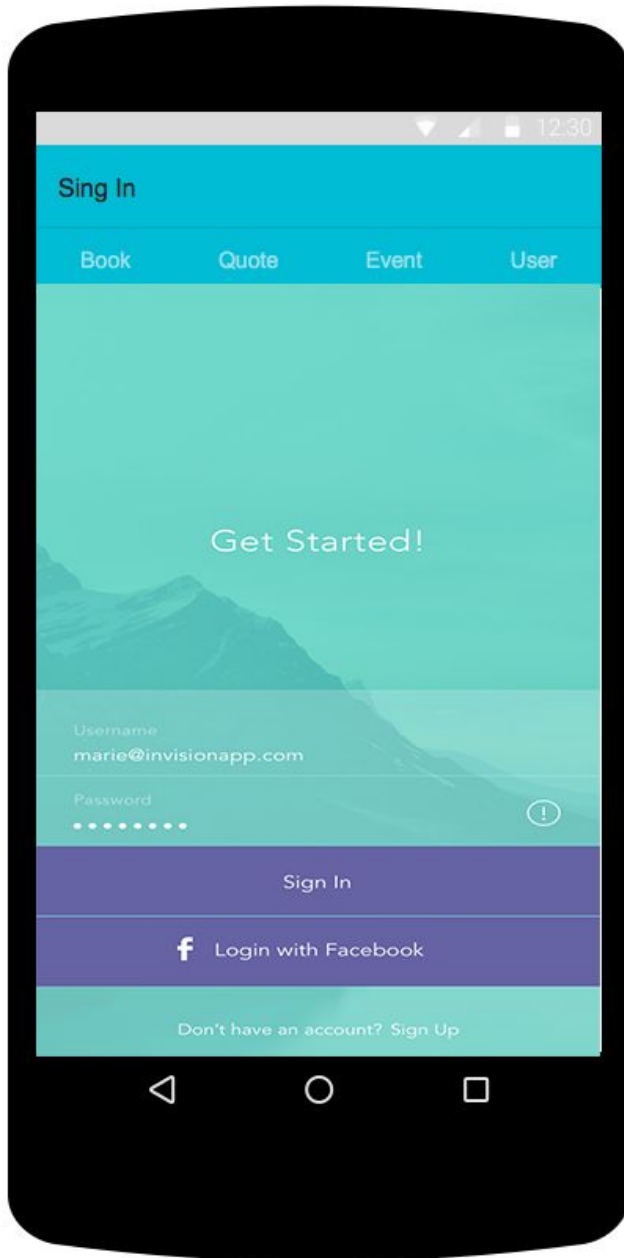 12:30
Sing In
Book Quote Event User
Get Started!
Username
marie@invisionapp.com
Password
Sign In
f Login with Facebook
Don't have an account? Sign Up